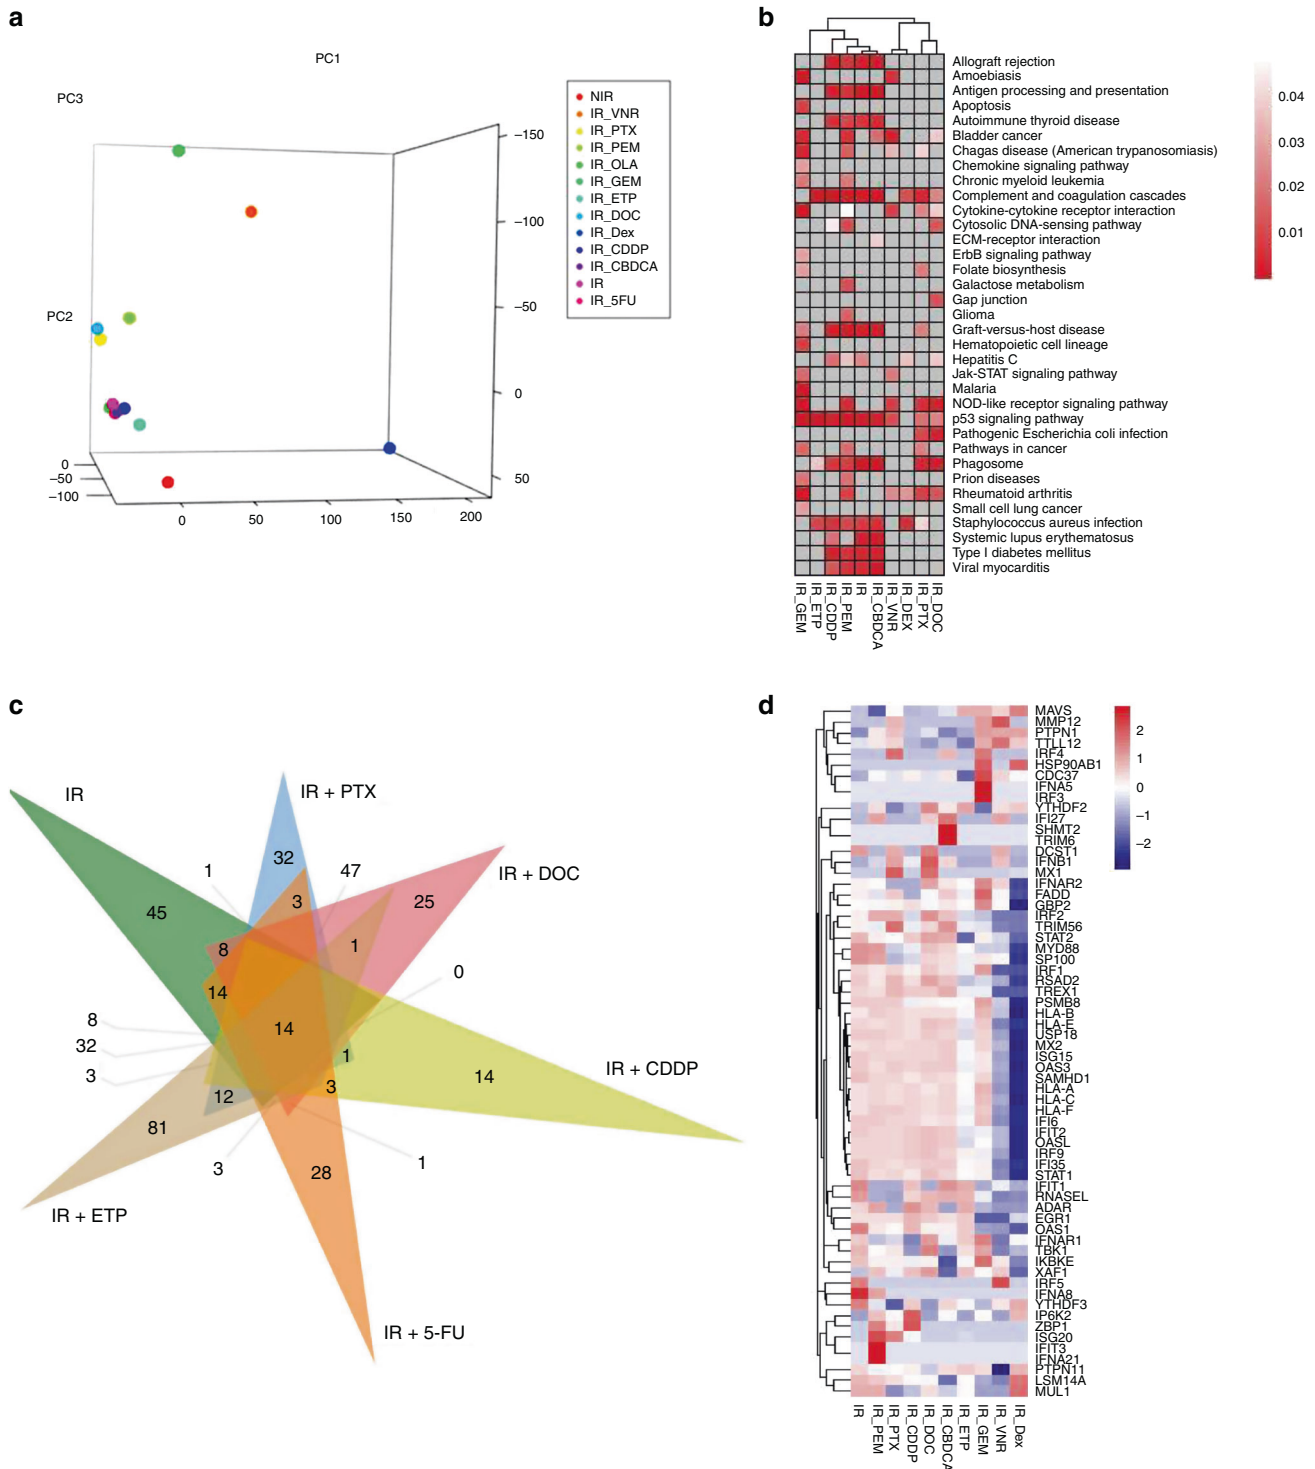 a
PC1
PC3
PC2
−150
−100
−50
0
50
0
−50
−100
0
50
100
150
200
NIR
IR_VNR
IR_PTX
IR_PEM
IR_OLA
IR_GEM
IR_ETP
IR_DOC
IR_Dex
IR_CDDP
IR_CBDCA
IR
IR_5FU
b
Allograft rejection
Amoebiasis
Antigen processing and presentation
Apoptosis
Autoimmune thyroid disease
Bladder cancer
Chagas disease (American trypanosomiasis)
Chemokine signaling pathway
Chronic myeloid leukemia
Complement and coagulation cascades
Cytokine-cytokine receptor interaction
Cytosolic DNA-sensing pathway
ECM-receptor interaction
ErbB signaling pathway
Folate biosynthesis
Galactose metabolism
Gap junction
Glioma
Graft-versus-host disease
Hematopoietic cell lineage
Hepatitis C
Jak-STAT signaling pathway
Malaria
NOD-like receptor signaling pathway
p53 signaling pathway
Pathogenic Escherichia coli infection
Pathways in cancer
Phagosome
Prion diseases
Rheumatoid arthritis
Small cell lung cancer
Staphylococcus aureus infection
Systemic lupus erythematosus
Type I diabetes mellitus
Viral myocarditis
IR_GEM
IR_ETP
IR_CDDP
IR_PEM
IR
IR_CBDCA
IR_VNR
IR_DEX
IR_PTX
IR_DOC
0.04
0.03
0.02
0.01
c
IR
IR + PTX
IR + DOC
IR + CDDP
IR + 5-FU
IR + ETP
1
32
47
3
25
45
8
1
0
14
14
8
32
3
1
14
12
3
81
3
28
1
d
MAVS
MMP12
PTPN1
TTLL12
IRF4
HSP90AB1
CDC37
IFNA5
IRF3
YTHDF2
IFI27
SHMT2
TRIM6
DCST1
IFNB1
MX1
IFNAR2
FADD
GBP2
IRF2
TRIM56
STAT2
MYD88
SP100
IRF1
RSAD2
TREX1
PSMB8
HLA-B
HLA-E
USP18
MX2
ISG15
OAS3
SAMHD1
HLA-A
HLA-C
HLA-F
IFI6
IFIT2
OASL
IRF9
IFI35
STAT1
IFIT1
RNASEL
ADAR
EGR1
OAS1
IFNAR1
TBK1
IKBKE
XAF1
IRF5
IFNA8
YTHDF3
IP6K2
ZBP1
ISG20
IFIT3
IFNA21
PTPN11
LSM14A
MUL1
IR
IR_PEM
IR_PTX
IR_CDDP
IR_DOC
IR_CBDCA
IR_ETP
IR_GEM
IR_VNR
IR_Dex
2
1
0
−1
−2